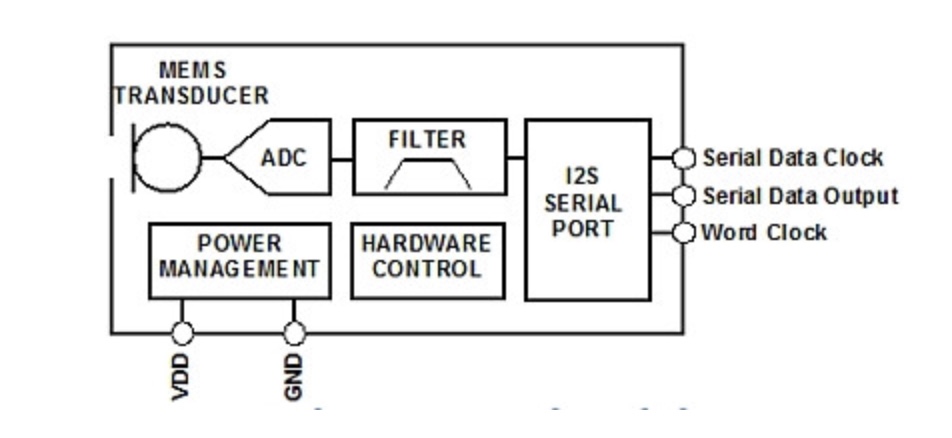 MEMS
TRANSDUCER
ADC
FILTER
I2S
SERIAL
PORT
Serial Data Clock
Serial Data Output
Word Clock
POWER
MANAGEMENT
HARDWARE
CONTROL
VDD
GND